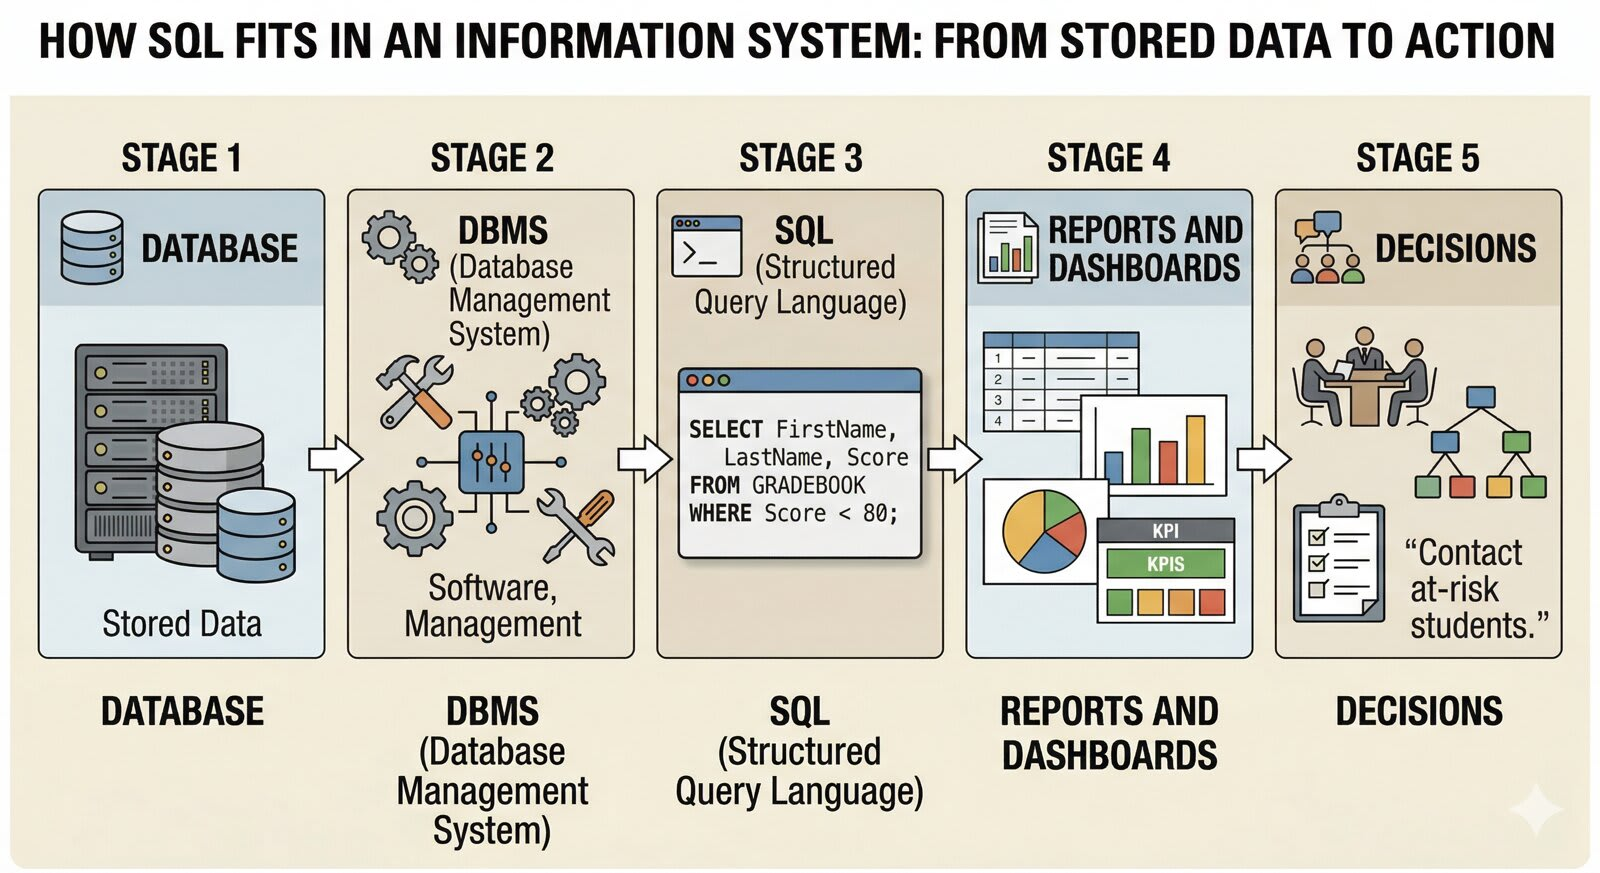 HOW SQL FITS IN AN INFORMATION SYSTEM: FROM STORED DATA TO ACTION
STAGE 1
DATABASE
Stored Data
DATABASE
STAGE 2
DBMS
(Database
Management
System)
Software,
Management
DBMS
(Database
Management
System)
STAGE 3
>_
SQL
(Structured
Query Language)
SELECT FirstName,
LastName, Score
FROM GRADEBOOK
WHERE Score < 80;
SQL
(Structured
Query Language)
STAGE 4
REPORTS AND
DASHBOARDS
1
2
3
4
KPI
KPIS
REPORTS AND
DASHBOARDS
STAGE 5
DECISIONS
“Contact
at-risk
students.”
DECISIONS